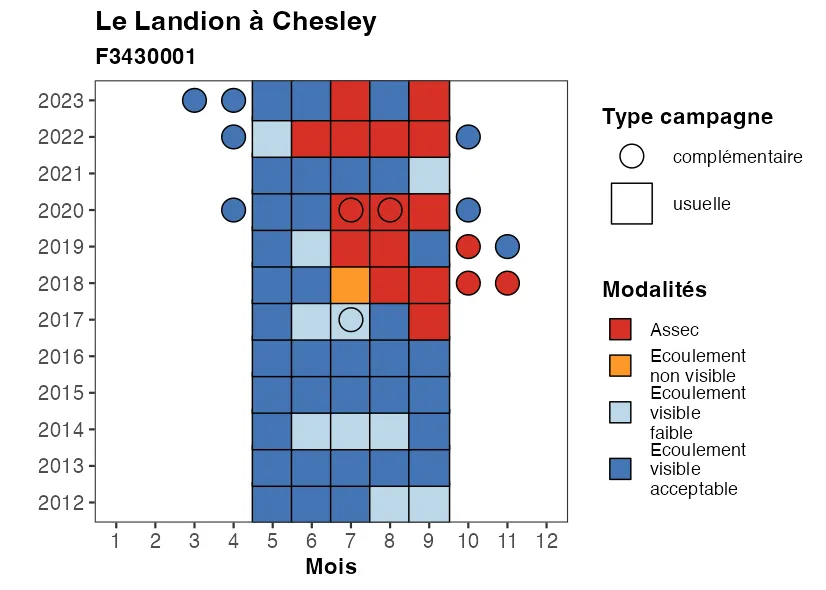 Le Landion à Chesley
F3430001
2023
2022
2021
2020
2019
2018
2017
2016
2015
2014
2013
2012
1 2 3 4 5 6 7 8 9 10 11 12
Mois
Type campagne
complémentaire
usuelle
Modalités
Assec
Ecoulement
non visible
Ecoulement
visible
faible
Ecoulement
visible
acceptable